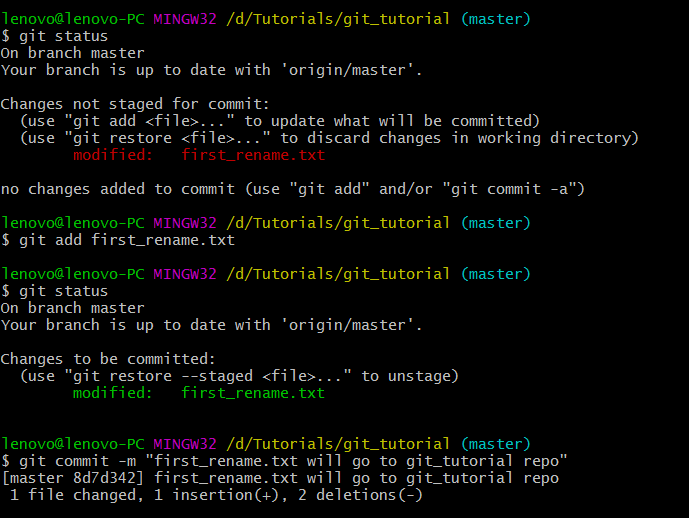 lenovo@lenovo-PC MINGW32 /d/Tutorials/git_tutorial (master)
$ git status
On branch master
Your branch is up to date with 'origin/master'.

Changes not staged for commit:
  (use "git add <file>..." to update what will be committed)
  (use "git restore <file>..." to discard changes in working directory)
        modified:   first_rename.txt

no changes added to commit (use "git add" and/or "git commit -a")

lenovo@lenovo-PC MINGW32 /d/Tutorials/git_tutorial (master)
$ git add first_rename.txt

lenovo@lenovo-PC MINGW32 /d/Tutorials/git_tutorial (master)
$ git status
On branch master
Your branch is up to date with 'origin/master'.

Changes to be committed:
  (use "git restore --staged <file>..." to unstage)
        modified:   first_rename.txt


lenovo@lenovo-PC MINGW32 /d/Tutorials/git_tutorial (master)
$ git commit -m "first_rename.txt will go to git_tutorial repo"
[master 8d7d342] first_rename.txt will go to git_tutorial repo
 1 file changed, 1 insertion(+), 2 deletions(-)